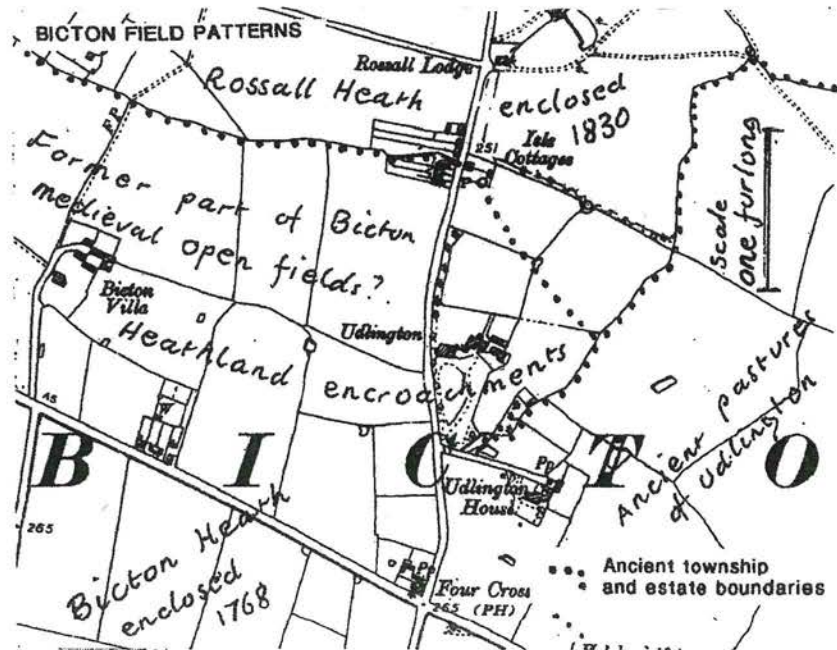 BICTON FIELD PATTERNS
Rossall Lodge
Rossall Heath
enclosed
1830
FP
251
Isle
Cottages
Former part of Bicton
medieval open fields?
Scale
one furlong
Bicton
Villa
Udlington
Heathland encroachments
Ancient pastures
of Udlington
A5
W
B I C T O
Pp
Udlington
House
265
Bicton Heath
enclosed
1768
Four Cross
265 (PH)
Ancient township
and estate boundaries